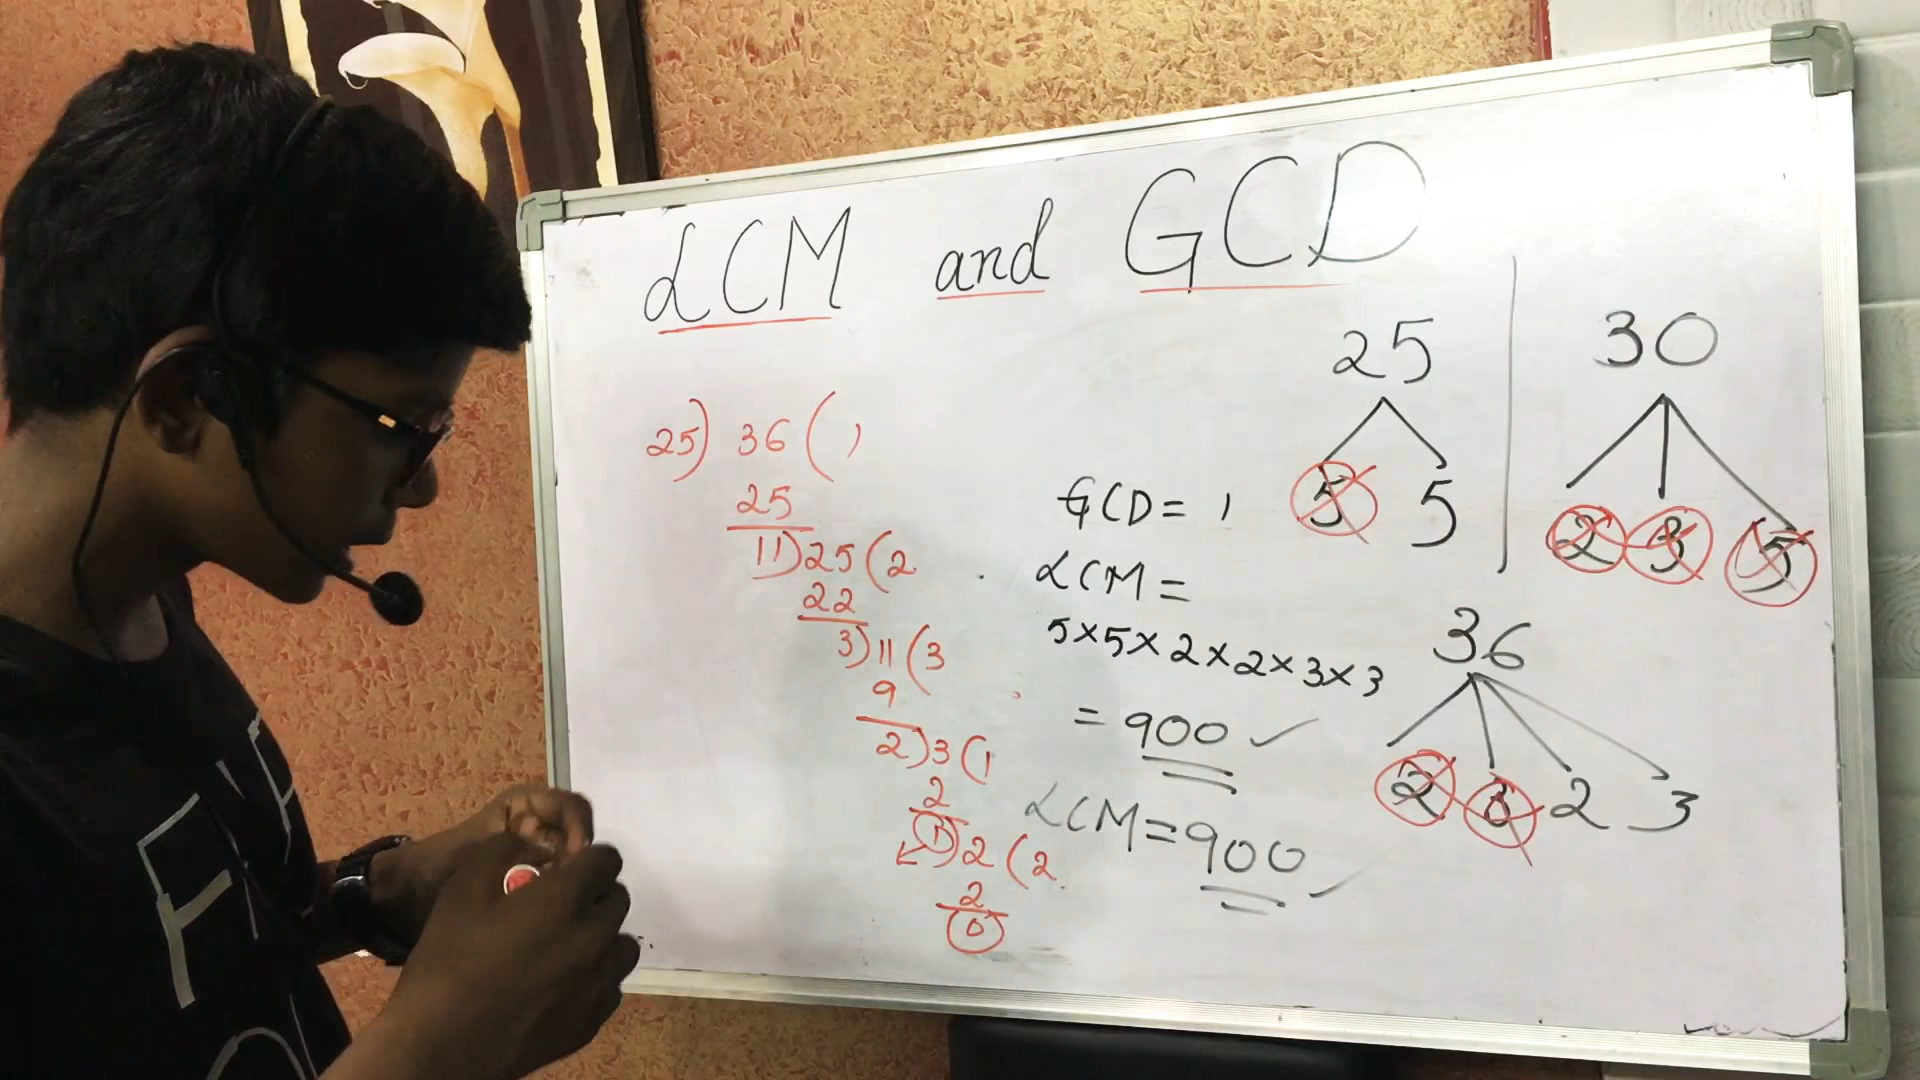 LCM and GCD
25) 36 ( 1
25
11) 25 ( 2
22
3) 11 ( 3
9
2) 3 ( 1
2
1) 2 ( 2
2
0
GCD = 1
LCM =
5×5×2×2×3×3
= 900 ✓
LCM = 900
25
5 5
30
2 3 5
36
2 3 2 3